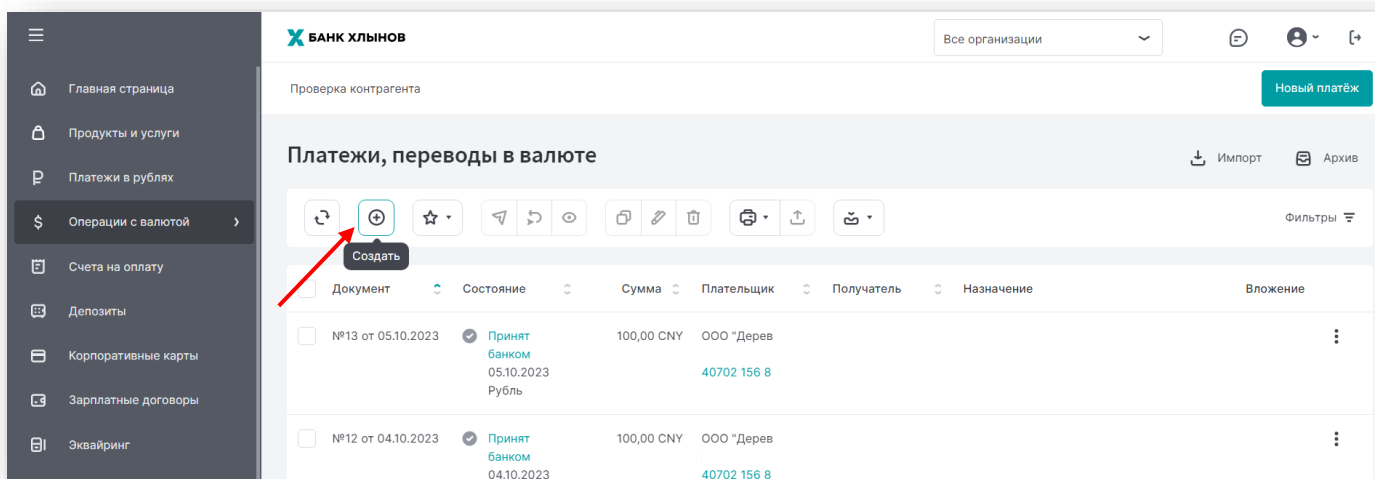 БАНК ХЛЫНОВ
Все организации
Главная страница
Проверка контрагента
Новый платёж
Продукты и услуги
Платежи, переводы в валюте
Импорт
Архив
Платежи в рублях
Операции с валютой
Фильтры
Создать
Счета на оплату
Документ Состояние Сумма Плательщик Получатель Назначение Вложение
Депозиты
№13 от 05.10.2023 Принят 100,00 CNY ООО "Дерев
банком
05.10.2023 40702 156 8
Рубль
Корпоративные карты
Зарплатные договоры
Эквайринг
№12 от 04.10.2023 Принят 100,00 CNY ООО "Дерев
банком
04.10.2023 40702 156 8